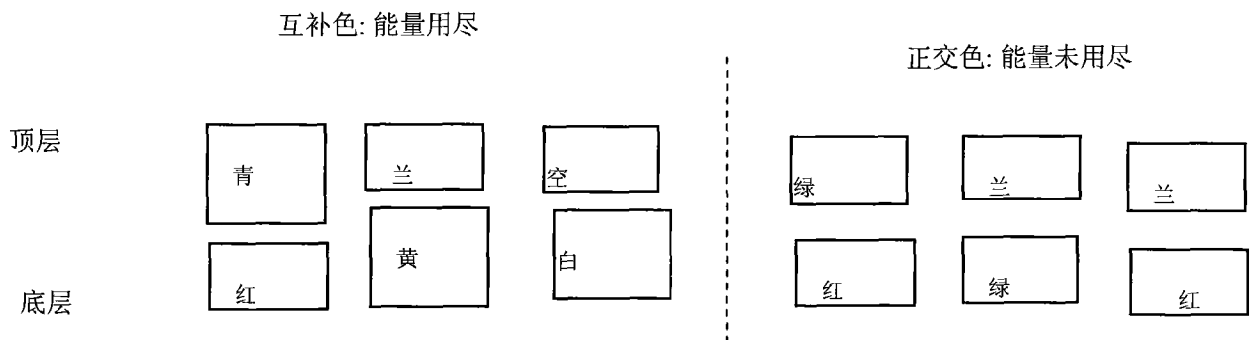 互补色: 能量用尽
正交色: 能量未用尽
顶层
青
兰
空
绿
兰
兰
底层
红
黄
白
红
绿
红